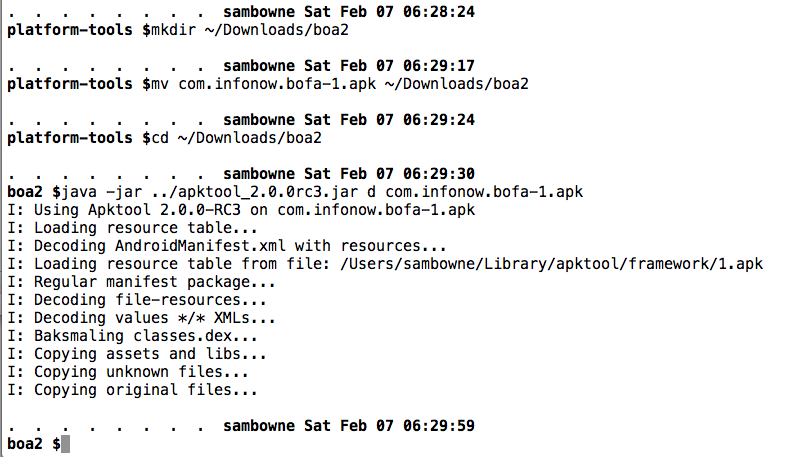 . . . . . . . . sambowne Sat Feb 07 06:28:24
platform-tools $mkdir ~/Downloads/boa2
. . . . . . . . sambowne Sat Feb 07 06:29:17
platform-tools $mv com.infonow.bofa-1.apk ~/Downloads/boa2
. . . . . . . . sambowne Sat Feb 07 06:29:24
platform-tools $cd ~/Downloads/boa2
. . . . . . . . sambowne Sat Feb 07 06:29:30
boa2 $java -jar ../apktool_2.0.0rc3.jar d com.infonow.bofa-1.apk
I: Using Apktool 2.0.0-RC3 on com.infonow.bofa-1.apk
I: Loading resource table...
I: Decoding AndroidManifest.xml with resources...
I: Loading resource table from file: /Users/sambowne/Library/apktool/framework/1.apk
I: Regular manifest package...
I: Decoding file-resources...
I: Decoding values */* XMLs...
I: Baksmaling classes.dex...
I: Copying assets and libs...
I: Copying unknown files...
I: Copying original files...
. . . . . . . . sambowne Sat Feb 07 06:29:59
boa2 $